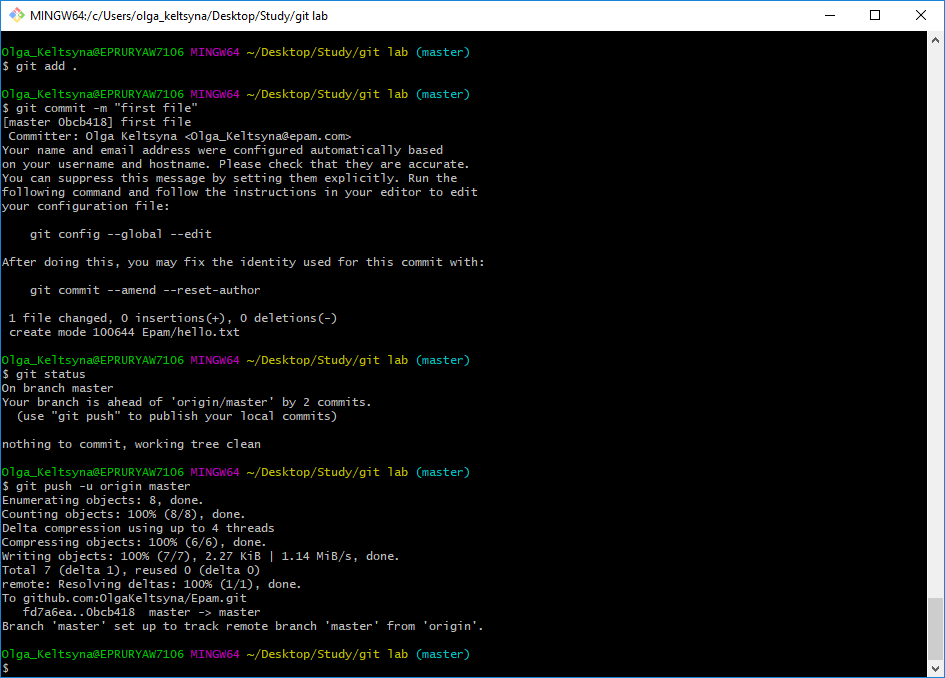 MINGW64:/c/Users/olga_keltsyna/Desktop/Study/git lab
Olga_Keltsyna@EPRURYAW7106 MINGW64 ~/Desktop/Study/git lab (master)
$ git add .
Olga_Keltsyna@EPRURYAW7106 MINGW64 ~/Desktop/Study/git lab (master)
$ git commit -m "first file"
[master 0bcb418] first file
 Committer: Olga Keltsyna <Olga_Keltsyna@epam.com>
Your name and email address were configured automatically based
on your username and hostname. Please check that they are accurate.
You can suppress this message by setting them explicitly. Run the
following command and follow the instructions in your editor to edit
your configuration file:
    git config --global --edit
After doing this, you may fix the identity used for this commit with:
    git commit --amend --reset-author
 1 file changed, 0 insertions(+), 0 deletions(-)
 create mode 100644 Epam/hello.txt
Olga_Keltsyna@EPRURYAW7106 MINGW64 ~/Desktop/Study/git lab (master)
$ git status
On branch master
Your branch is ahead of 'origin/master' by 2 commits.
  (use "git push" to publish your local commits)
nothing to commit, working tree clean
Olga_Keltsyna@EPRURYAW7106 MINGW64 ~/Desktop/Study/git lab (master)
$ git push -u origin master
Enumerating objects: 8, done.
Counting objects: 100% (8/8), done.
Delta compression using up to 4 threads
Compressing objects: 100% (6/6), done.
Writing objects: 100% (7/7), 2.27 KiB | 1.14 MiB/s, done.
Total 7 (delta 1), reused 0 (delta 0)
remote: Resolving deltas: 100% (1/1), done.
To github.com:OlgaKeltsyna/Epam.git
   fd7a6ea..0bcb418  master -> master
Branch 'master' set up to track remote branch 'master' from 'origin'.
Olga_Keltsyna@EPRURYAW7106 MINGW64 ~/Desktop/Study/git lab (master)
$